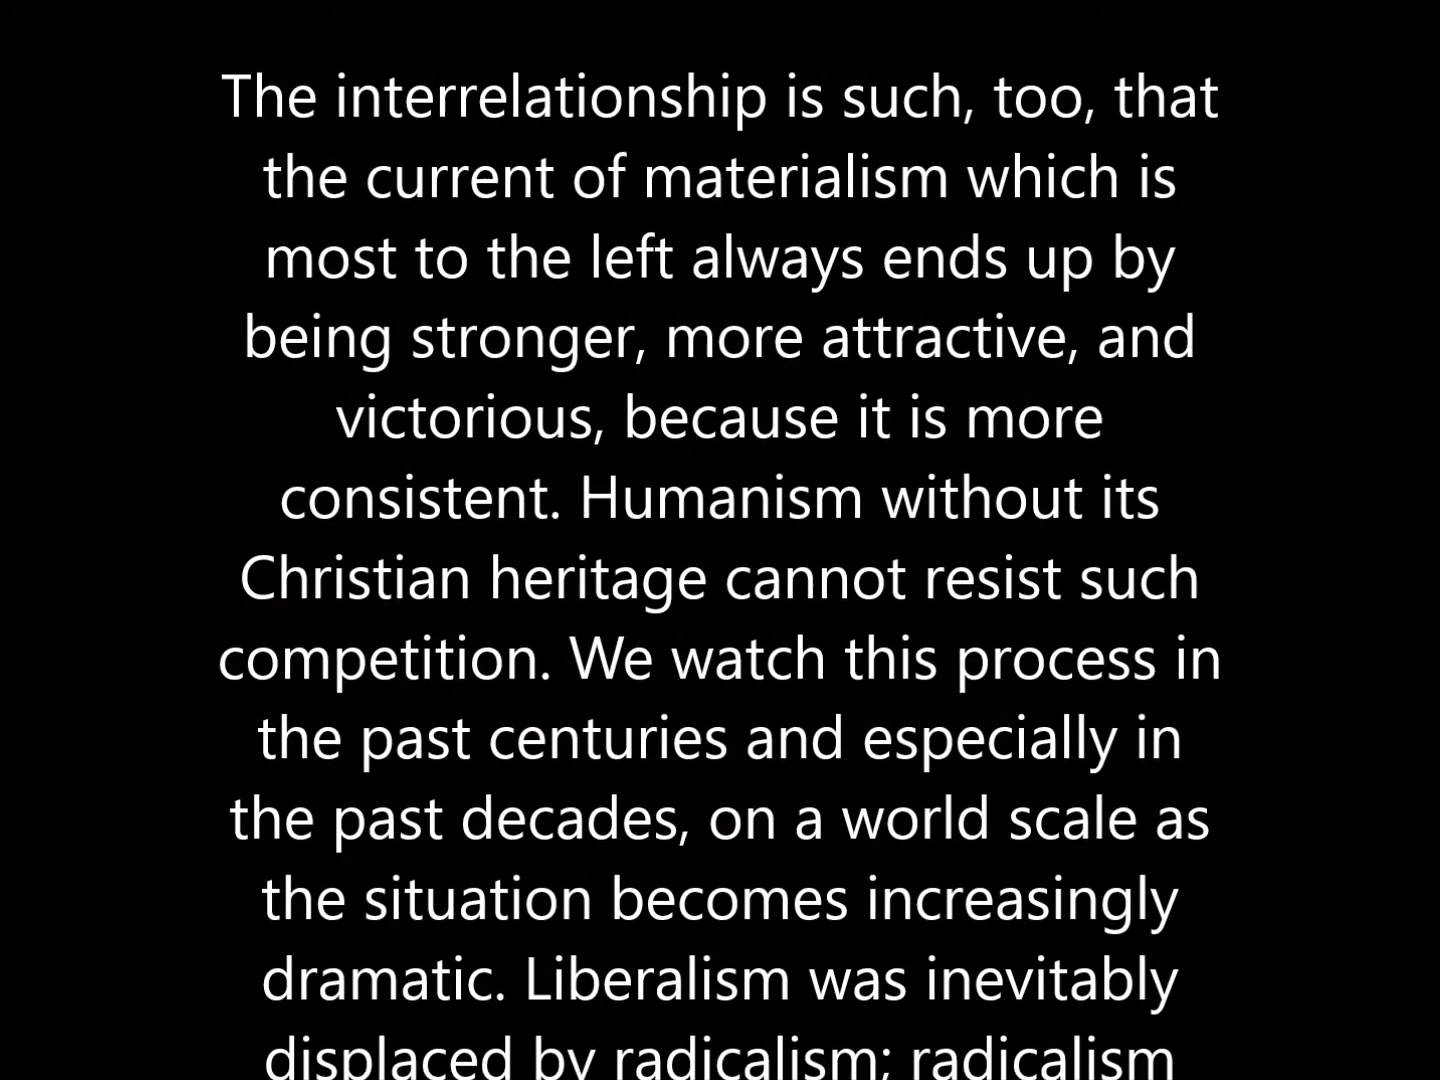 The interrelationship is such, too, that
the current of materialism which is
most to the left always ends up by
being stronger, more attractive, and
victorious, because it is more
consistent. Humanism without its
Christian heritage cannot resist such
competition. We watch this process in
the past centuries and especially in
the past decades, on a world scale as
the situation becomes increasingly
dramatic. Liberalism was inevitably
displaced by radicalism; radicalism